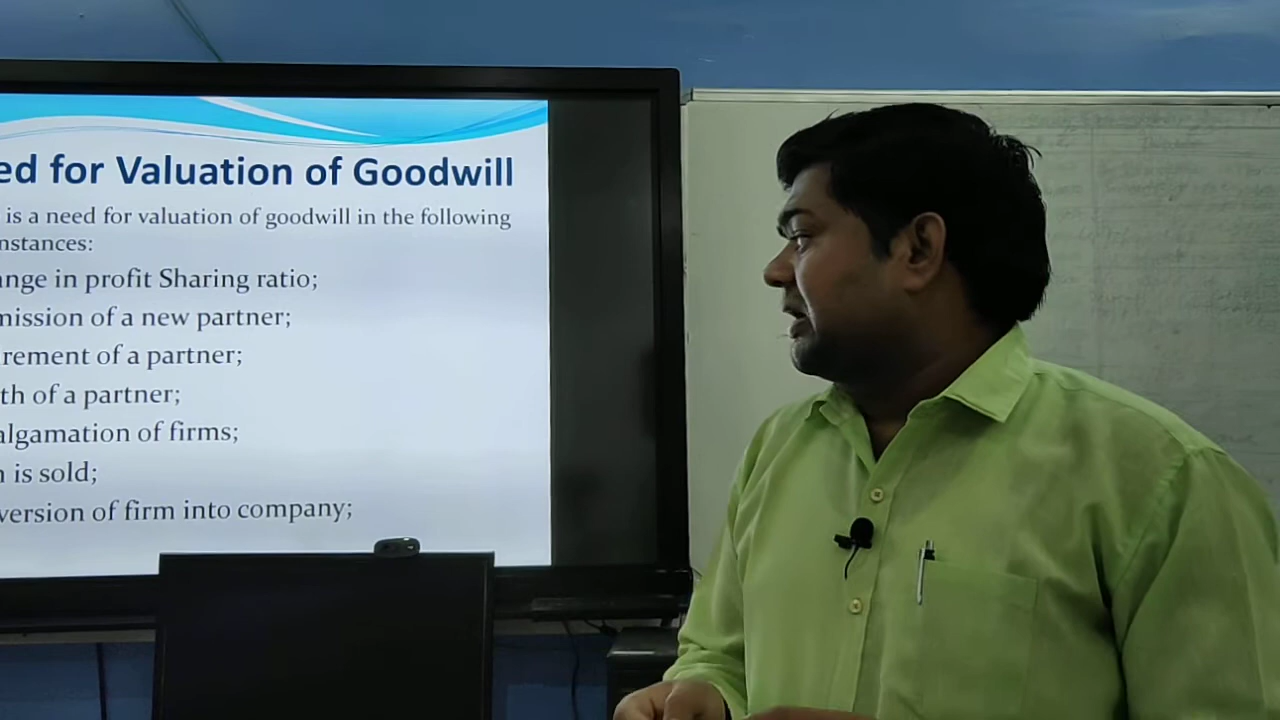 ed for Valuation of Goodwill
is a need for valuation of goodwill in the following
nstances:
ange in profit Sharing ratio;
mission of a new partner;
rement of a partner;
th of a partner;
algamation of firms;
is sold;
version of firm into company;